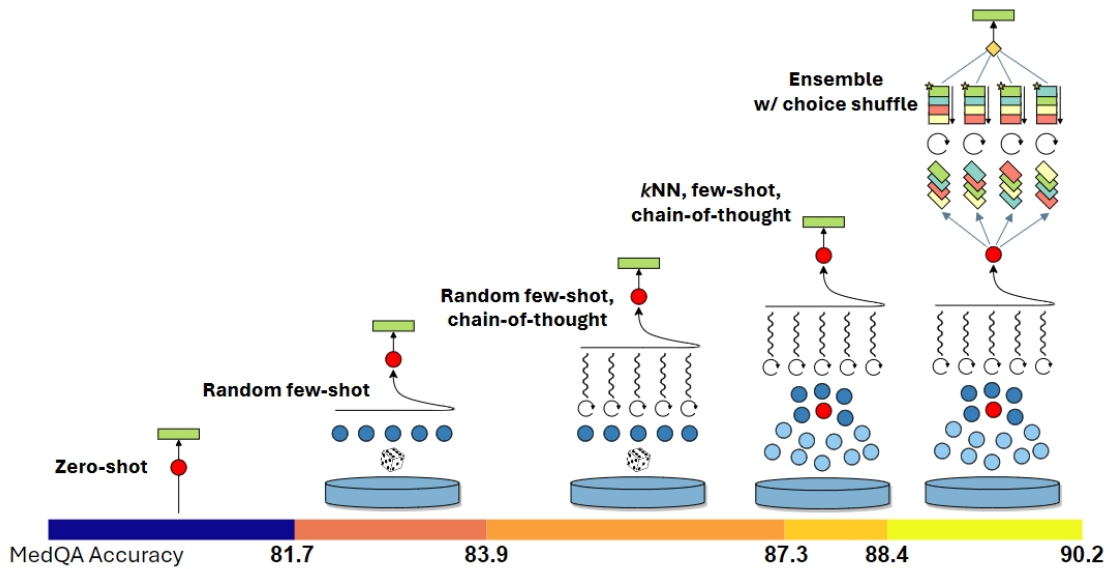 Ensemble
w/ choice shuffle
kNN, few-shot,
chain-of-thought
Random few-shot,
chain-of-thought
Random few-shot
Zero-shot
MedQA Accuracy 81.7 83.9 87.3 88.4 90.2